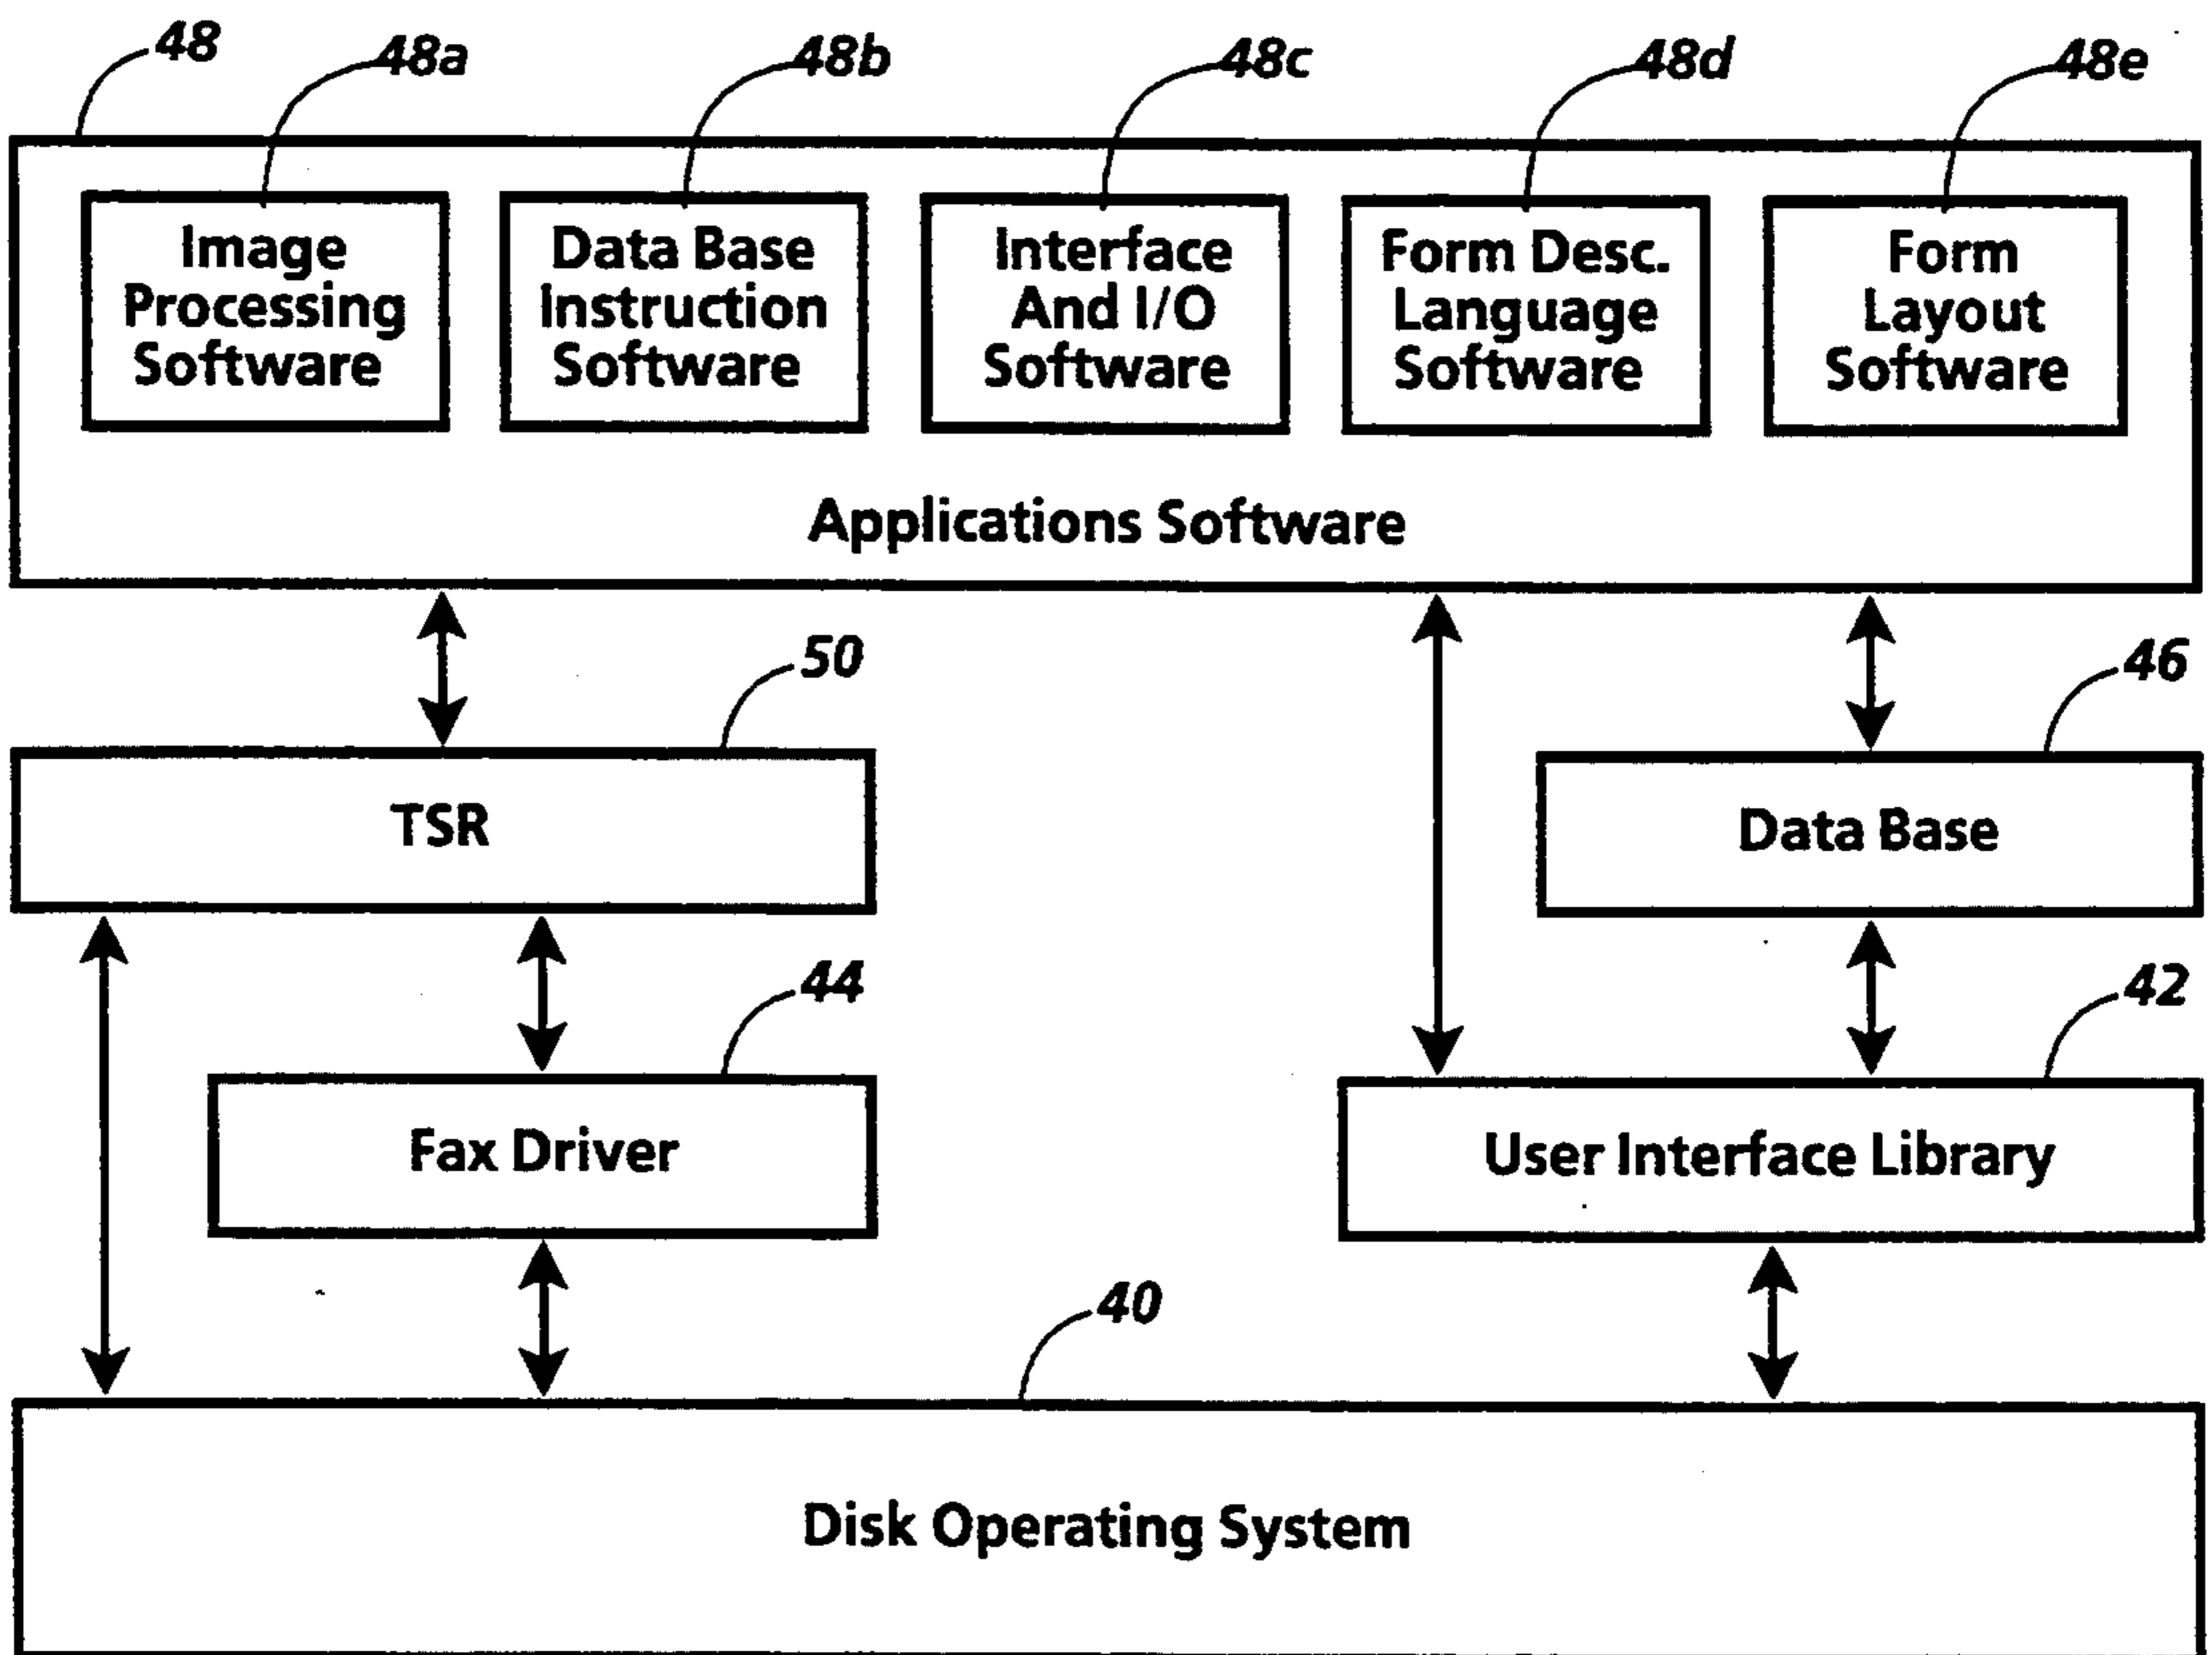 48
48a
48b
48c
48d
48e
Image
Processing
Software
Data Base
Instruction
Software
Interface
And I/O
Software
Form Desc.
Language
Software
Form
Layout
Software
Applications Software
50
46
TSR
Data Base
44
42
Fax Driver
User Interface Library
40
Disk Operating System